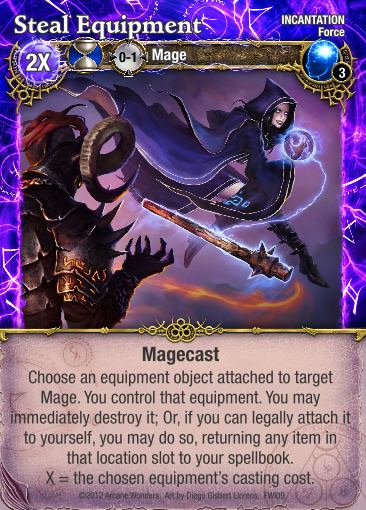 Steal Equipment
INCANTATION
Force
2X
0-1
Mage
3
Magecast
Choose an equipment object attached to target
Mage. You control that equipment. You may
immediately destroy it; Or, if you can legally attach it
to yourself, you may do so, returning any item in
that location slot to your spellbook.
X = the chosen equipment's casting cost.
©2012 Arcane Wonders. Art by Diego Gisbert Llorens. FWI09